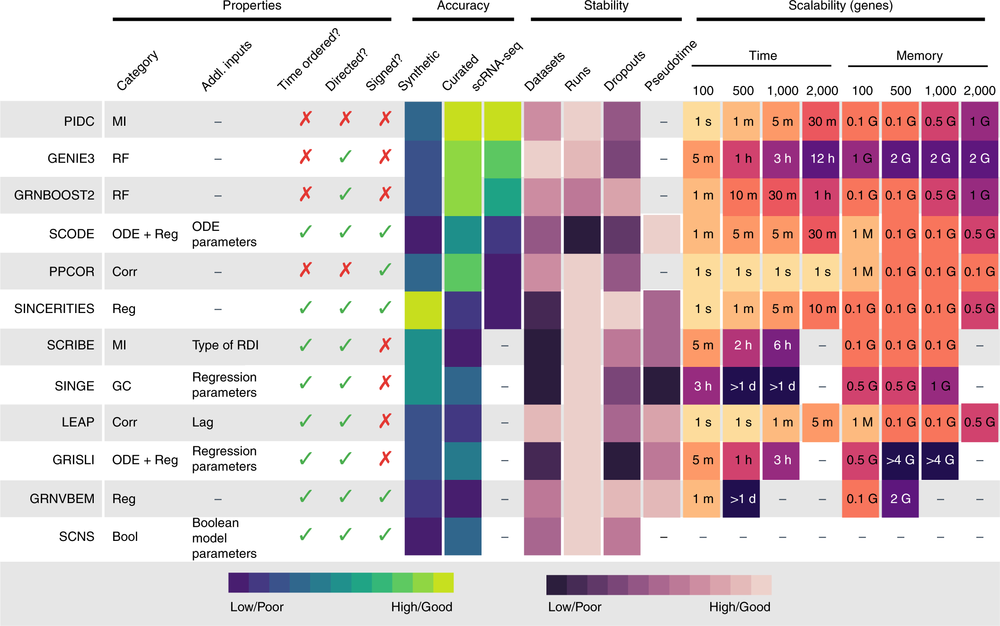 Properties Accuracy Stability Scalability (genes)
Category Addl. inputs Time ordered? Directed? Signed? Synthetic Curated scRNA-seq Datasets Runs Dropouts Pseudotime Time Memory
100 500 1,000 2,000 100 500 1,000 2,000
PIDC MI – ✗ ✗ ✗ – 1 s 1 m 5 m 30 m 0.1 G 0.1 G 0.5 G 1 G
GENIE3 RF – ✗ ✓ ✗ – 5 m 1 h 3 h 12 h 1 G 2 G 2 G 2 G
GRNBOOST2 RF – ✗ ✓ ✗ – 1 m 10 m 30 m 1 h 0.1 G 0.1 G 0.5 G 1 G
SCODE ODE + Reg ODE
parameters ✓ ✓ ✓ 1 m 5 m 5 m 30 m 1 M 0.1 G 0.1 G 0.5 G
PPCOR Corr – ✗ ✗ ✓ – 1 s 1 s 1 s 1 s 1 M 0.1 G 0.1 G 0.1 G
SINCERITIES Reg – ✓ ✓ ✓ 1 s 1 m 5 m 10 m 0.1 G 0.1 G 0.1 G 0.5 G
SCRIBE MI Type of RDI ✓ ✓ ✗ – 5 m 2 h 6 h – 0.1 G 0.1 G 0.1 G –
SINGE GC Regression
parameters ✓ ✓ ✗ – 3 h >1 d >1 d – 0.5 G 0.5 G 1 G –
LEAP Corr Lag ✓ ✓ ✗ – 1 s 1 s 1 m 5 m 1 M 0.1 G 0.1 G 0.5 G
GRISLI ODE + Reg Regression
parameters ✓ ✓ ✗ – 5 m 1 h 3 h – 0.5 G >4 G >4 G –
GRNVBEM Reg – ✓ ✓ ✓ – 1 m >1 d – – 0.1 G 2 G – –
SCNS Bool Boolean
model
parameters ✓ ✓ ✓ – – – – – – – – – –
Low/Poor High/Good Low/Poor High/Good